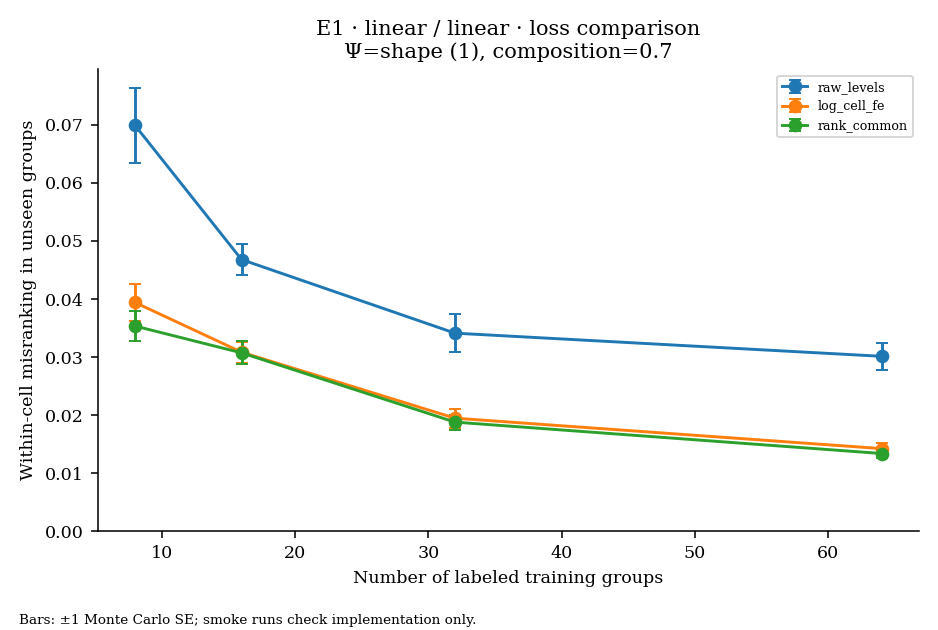 E1 · linear / linear · loss comparison
Ψ=shape (1), composition=0.7
raw_levels
log_cell_fe
rank_common
Within-cell misranking in unseen groups
0.07
0.06
0.05
0.04
0.03
0.02
0.01
0.00
10 20 30 40 50 60
Number of labeled training groups
Bars: ±1 Monte Carlo SE; smoke runs check implementation only.